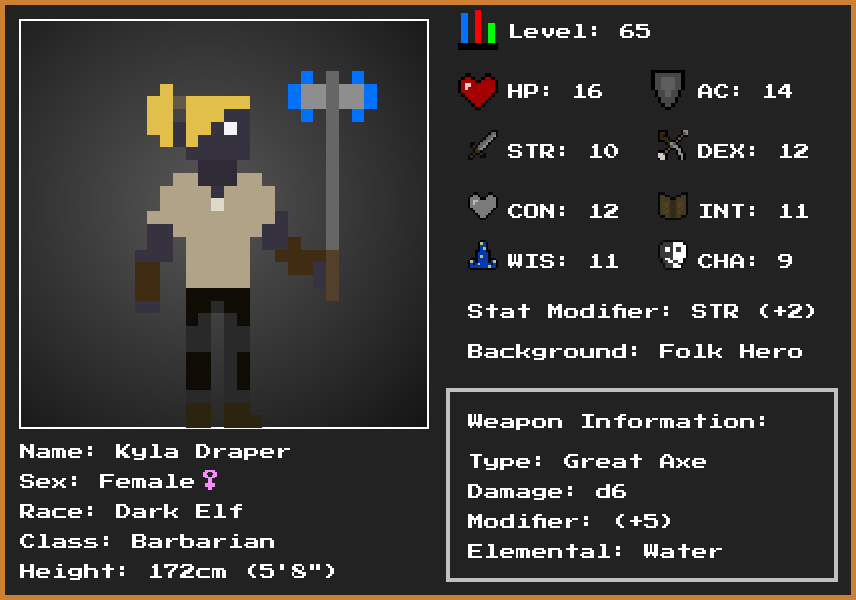 Level: 65
HP: 16 AC: 14
STR: 10 DEX: 12
CON: 12 INT: 11
WIS: 11 CHA: 9
Stat Modifier: STR (+2)
Background: Folk Hero
Weapon Information:
Type: Great Axe
Damage: d6
Modifier: (+5)
Elemental: Water
Name: Kyla Draper
Sex: Female♀
Race: Dark Elf
Class: Barbarian
Height: 172cm (5'8")